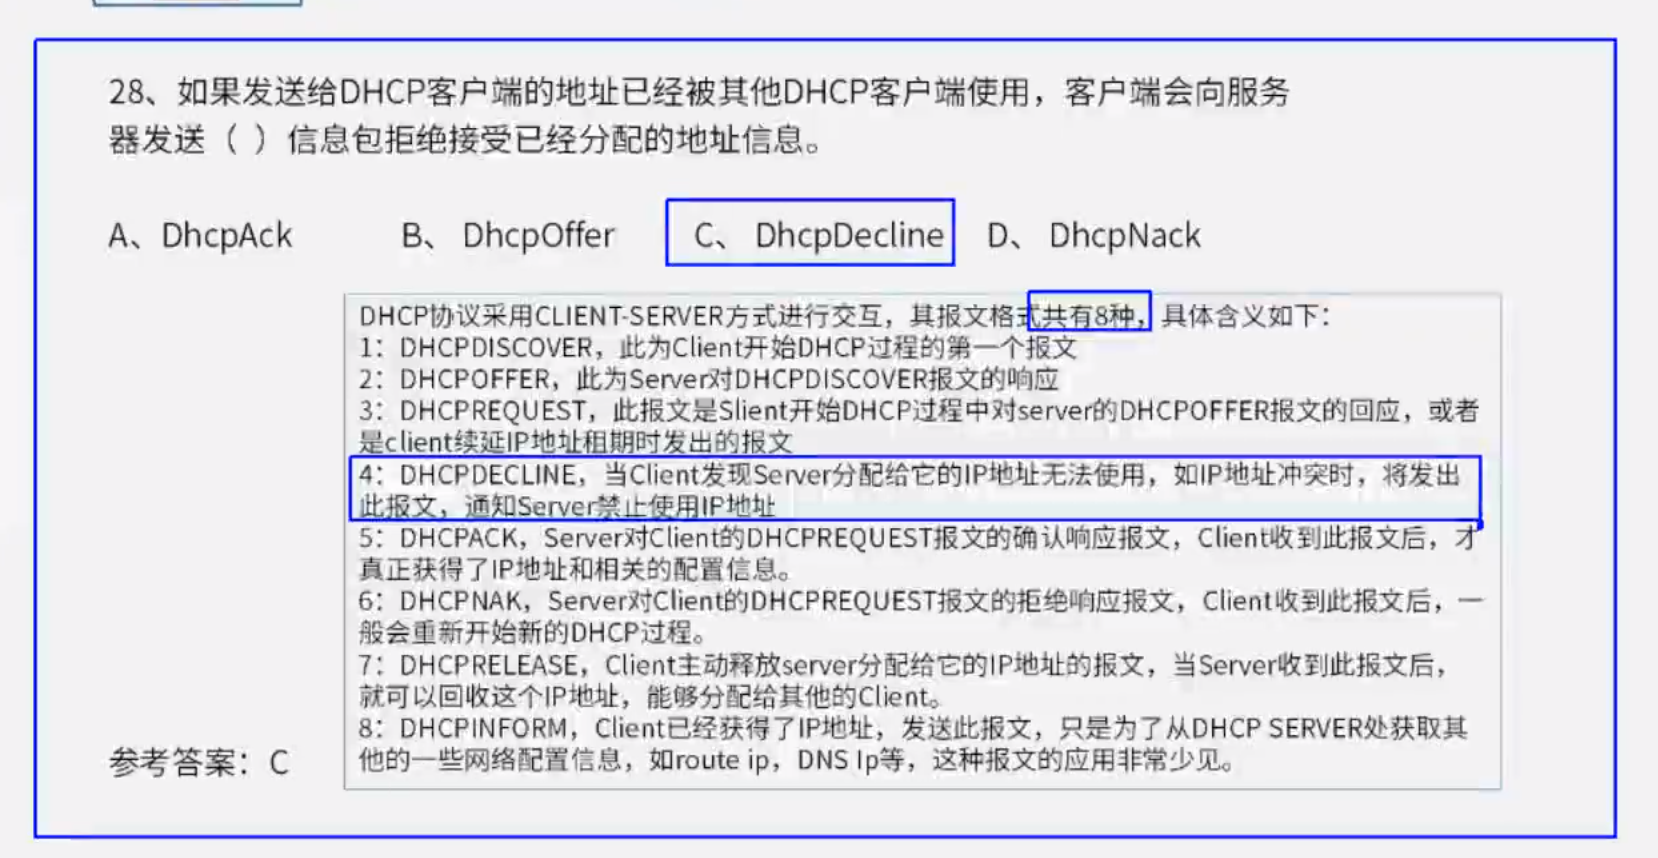 28、如果发送给DHCP客户端的地址已经被其他DHCP客户端使用，客户端会向服务
器发送（ ）信息包拒绝接受已经分配的地址信息。
A、DhcpAck B、 DhcpOffer C、 DhcpDecline D、 DhcpNack
DHCP协议采用CLIENT-SERVER方式进行交互，其报文格式共有8种，具体含义如下：
1：DHCPDISCOVER，此为Client开始DHCP过程的第一个报文
2：DHCPOFFER，此为Server对DHCPDISCOVER报文的响应
3：DHCPREQUEST，此报文是Slient开始DHCP过程中对server的DHCPOFFER报文的回应，或者
是client续延IP地址租期时发出的报文
4：DHCPDECLINE，当Client发现Server分配给它的IP地址无法使用，如IP地址冲突时，将发出
此报文，通知Server禁止使用IP地址
5：DHCPACK，Server对Client的DHCPREQUEST报文的确认响应报文，Client收到此报文后，才
真正获得了IP地址和相关的配置信息。
6：DHCPNAK，Server对Client的DHCPREQUEST报文的拒绝响应报文，Client收到此报文后，一
般会重新开始新的DHCP过程。
7：DHCPRELEASE，Client主动释放server分配给它的IP地址的报文，当Server收到此报文后，
就可以回收这个IP地址，能够分配给其他的Client。
8：DHCPINFORM，Client已经获得了IP地址，发送此报文，只是为了从DHCP SERVER处获取其
他的一些网络配置信息，如route ip，DNS Ip等，这种报文的应用非常少见。
参考答案：C